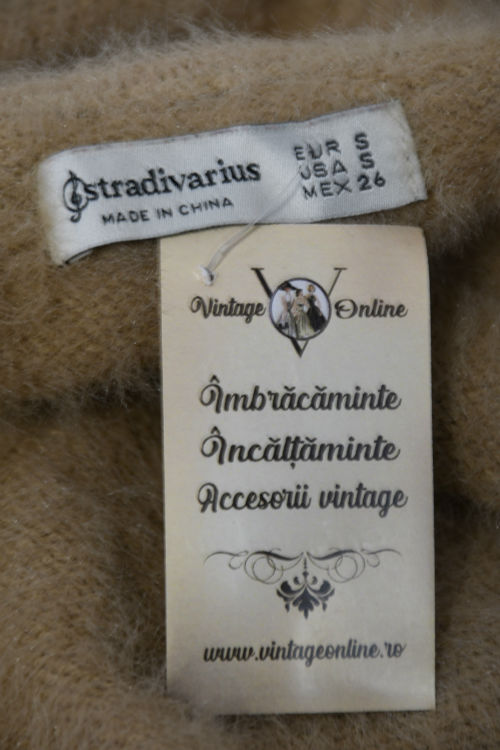 stradivarius
MADE IN CHINA
EUR S
USA S
MEX 26
Vintage Online
Îmbrăcăminte
Încălțăminte
Accesorii vintage
www.vintageonline.ro